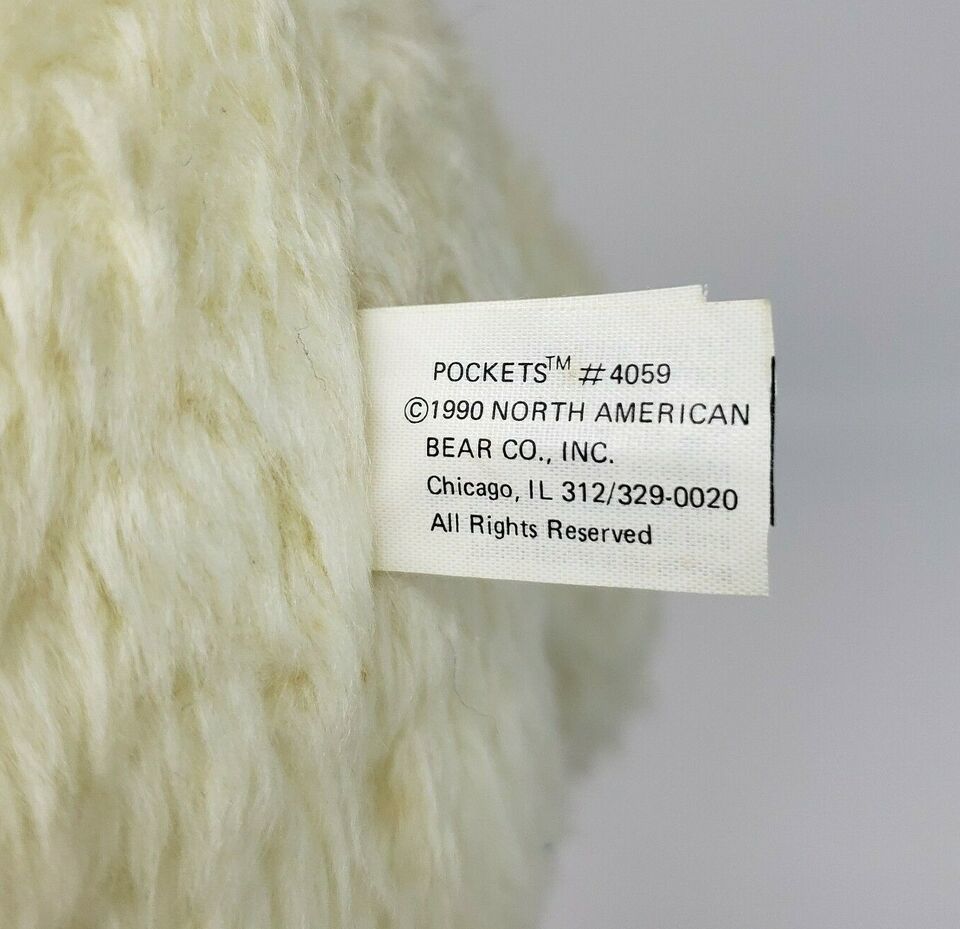 POCKETS™ #4059
©1990 NORTH AMERICAN
BEAR CO., INC.
Chicago, IL 312/329-0020
All Rights Reserved